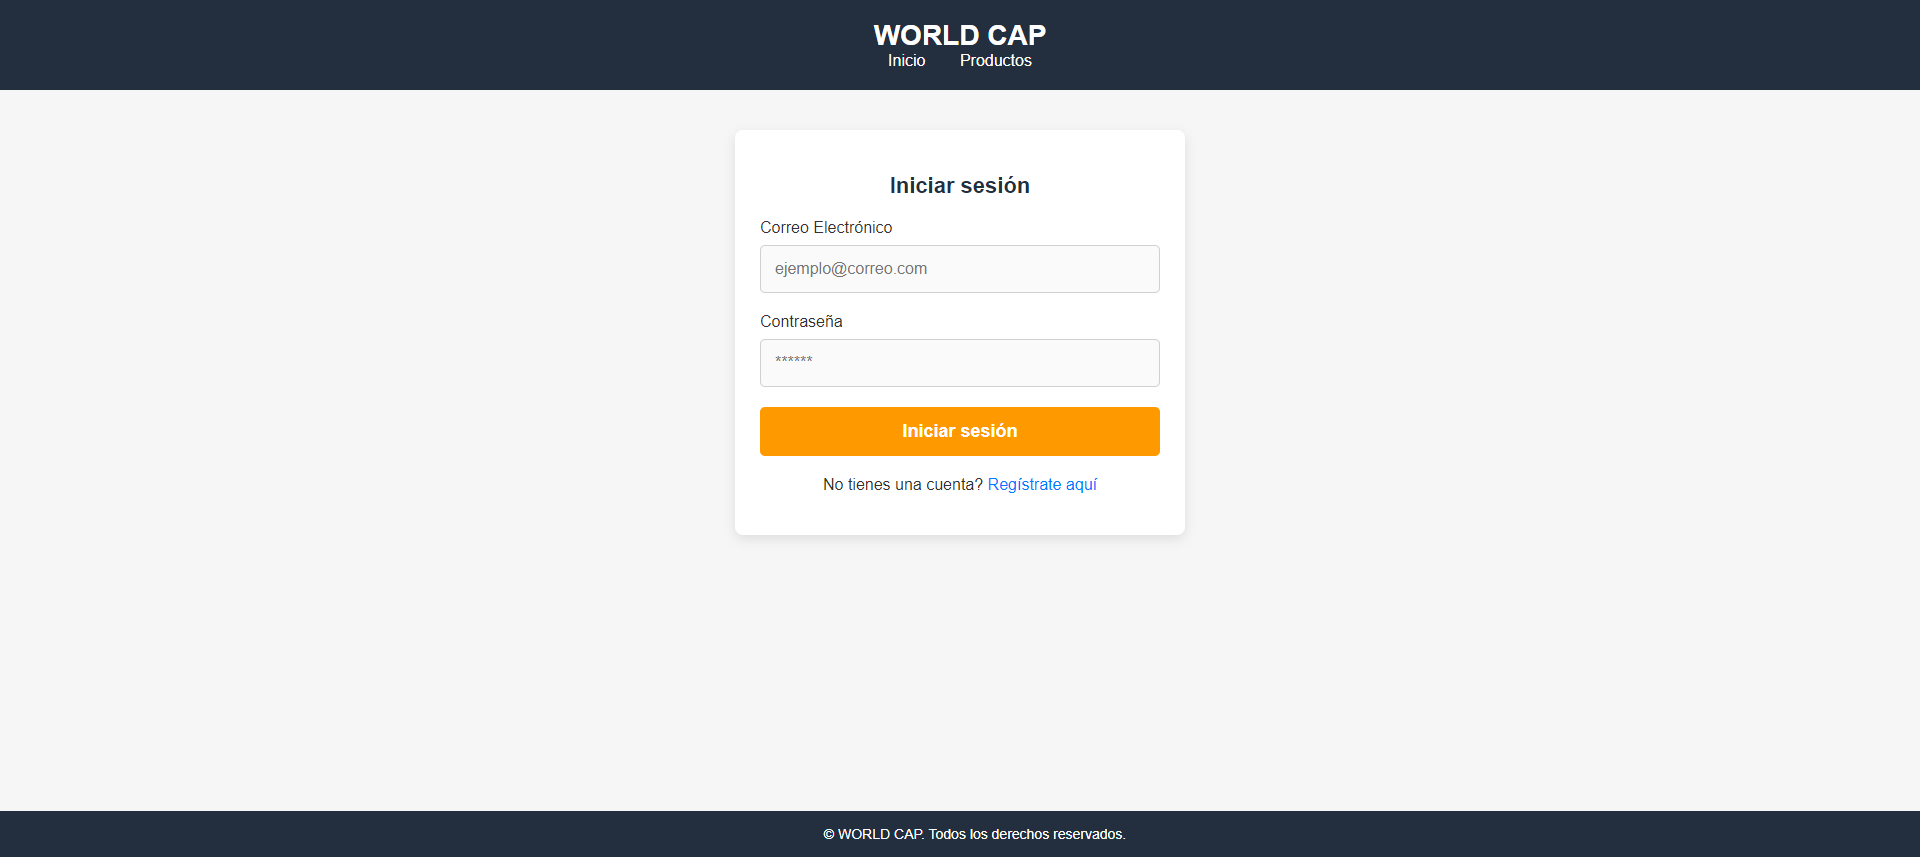 WORLD CAP
Inicio Productos
Iniciar sesión
Correo Electrónico
ejemplo@correo.com
Contraseña
******
Iniciar sesión
No tienes una cuenta? Regístrate aquí
© WORLD CAP. Todos los derechos reservados.